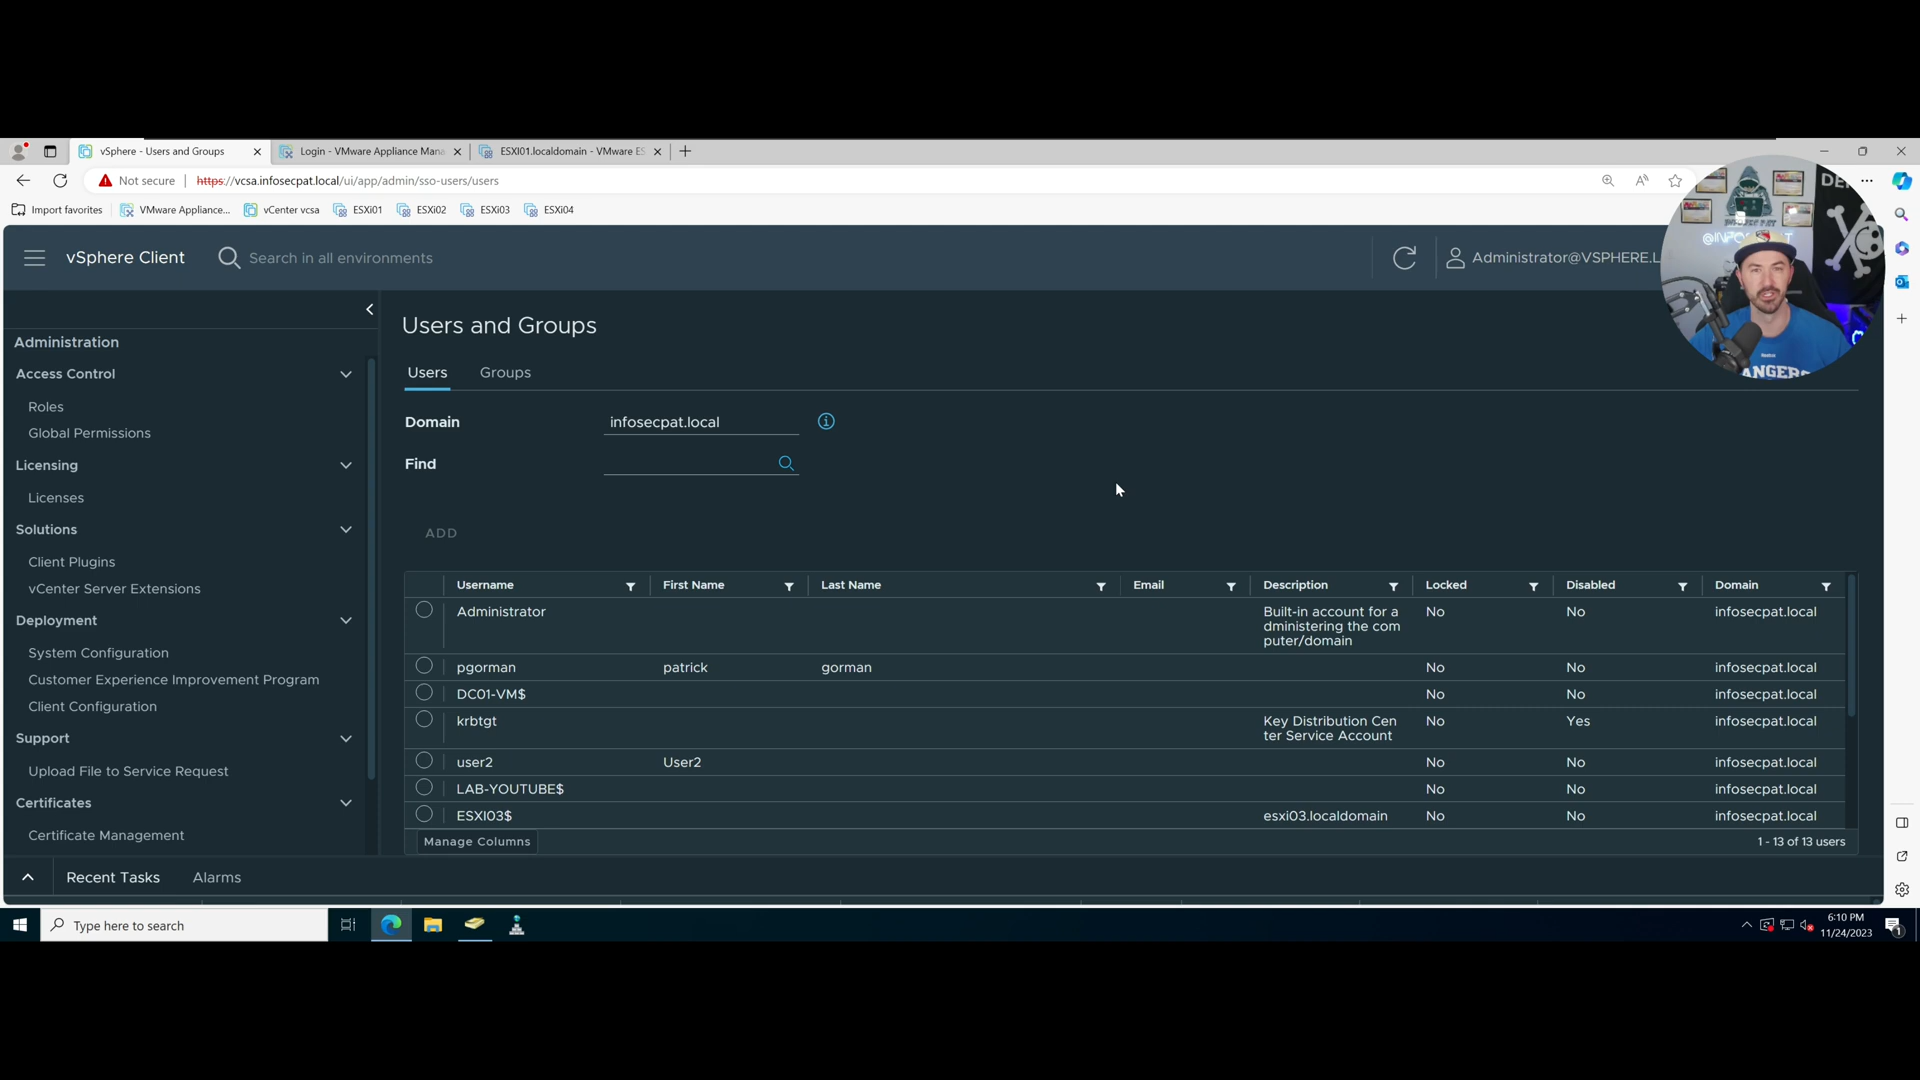 vSphere - Users and Groups
Login - VMware Appliance Mana
ESXI01.localdomain - VMware ES
Not secure
https://vcsa.infosecpat.local/ui/app/admin/sso-users/users
Import favorites
VMware Appliance...
vCenter vcsa
ESXi01
ESXi02
ESXi03
ESXi04
vSphere Client
Search in all environments
Administrator@VSPHERE.L
Administration
Access Control
Roles
Global Permissions
Licensing
Licenses
Solutions
Client Plugins
vCenter Server Extensions
Deployment
System Configuration
Customer Experience Improvement Program
Client Configuration
Support
Upload File to Service Request
Certificates
Certificate Management
Users and Groups
Users Groups
Domain infosecpat.local
Find
ADD
Username First Name Last Name Email Description Locked Disabled Domain
Administrator Built-in account for a No No infosecpat.local
dministering the com
puter/domain
pgorman patrick gorman No No infosecpat.local
DC01-VM$ No No infosecpat.local
krbtgt Key Distribution Cen No Yes infosecpat.local
ter Service Account
user2 User2 No No infosecpat.local
LAB-YOUTUBE$ No No infosecpat.local
ESXI03$ esxi03.localdomain No No infosecpat.local
Manage Columns
1 - 13 of 13 users
Recent Tasks Alarms
Type here to search
6:10 PM
11/24/2023
1